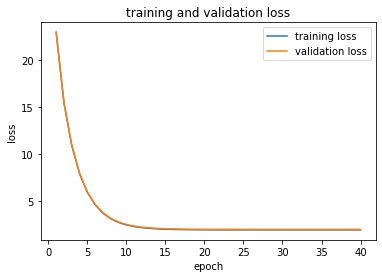 training and validation loss
training loss
validation loss
20
15
10
5
loss
0 5 10 15 20 25 30 35 40
epoch